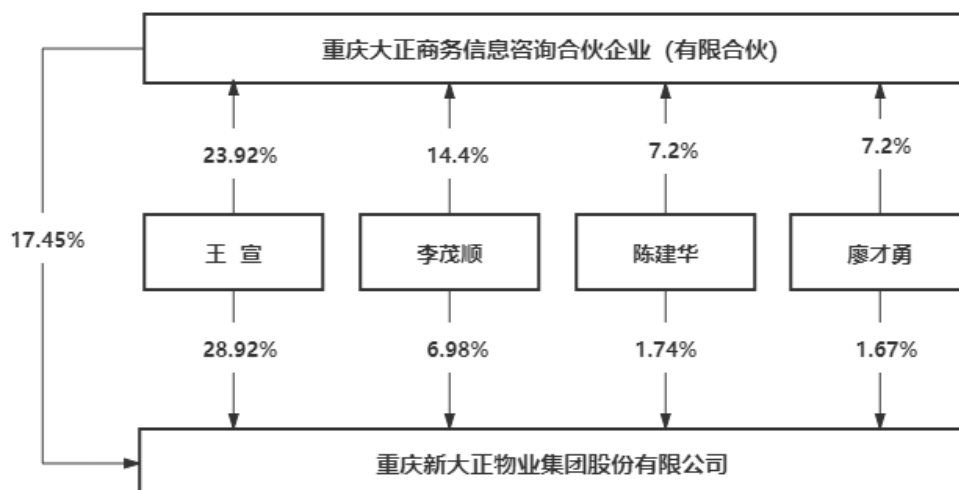 重庆大正商务信息咨询合伙企业 (有限合伙)
23.92%
14.4%
7.2%
7.2%
17.45%
王 宣
李茂顺
陈建华
廖才勇
28.92%
6.98%
1.74%
1.67%
重庆新大正物业集团股份有限公司